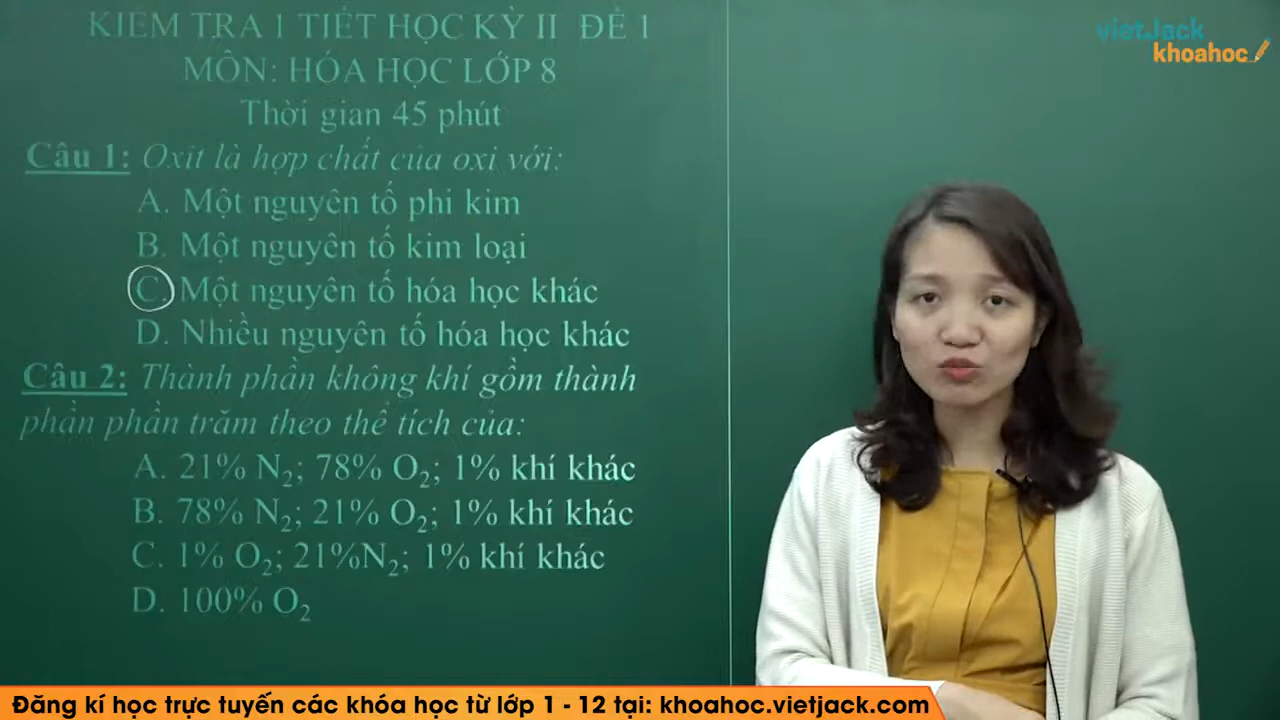 KIỂM TRA 1 TIẾT HỌC KỲ II ĐỀ 1
MÔN: HÓA HỌC LỚP 8
Thời gian 45 phút
Câu 1: Oxit là hợp chất của oxi với:
A. Một nguyên tố phi kim
B. Một nguyên tố kim loại
C. Một nguyên tố hóa học khác
D. Nhiều nguyên tố hóa học khác
Câu 2: Thành phần không khí gồm thành
phần phần trăm theo thể tích của:
A. 21% N₂; 78% O₂; 1% khí khác
B. 78% N₂; 21% O₂; 1% khí khác
C. 1% O₂; 21%N₂; 1% khí khác
D. 100% O₂
vietJack
khoahoc
Đăng kí học trực tuyến các khóa học từ lớp 1 - 12 tại: khoahoc.vietjack.com